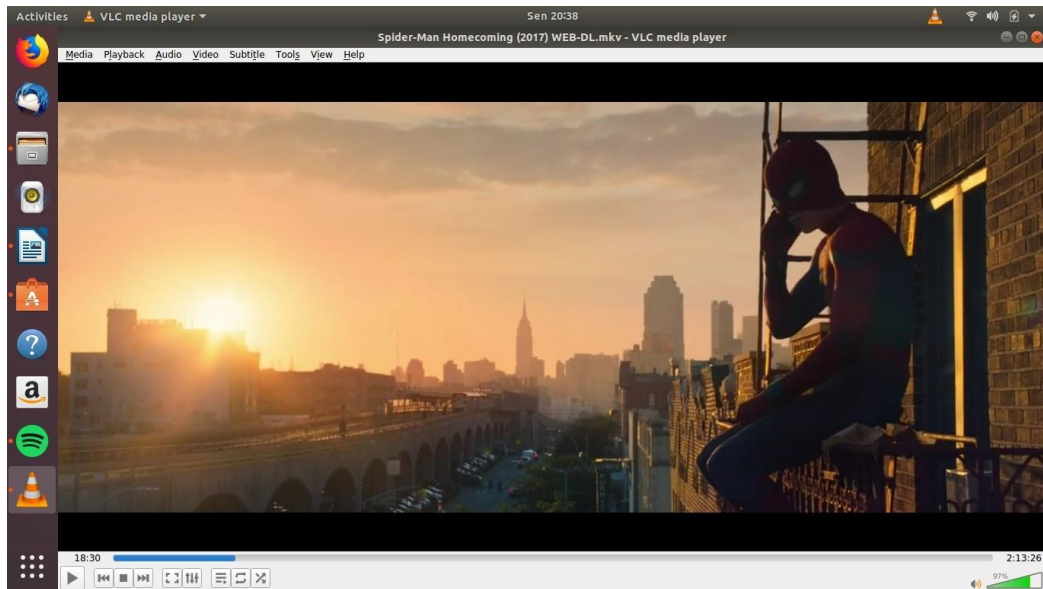 Activities VLC media player Sen 20:38
Spider-Man Homecoming (2017) WEB-DL.mkv - VLC media player
Media Playback Audio Video Subtitle Tools View Help
a
18:30 2:13:26
97%